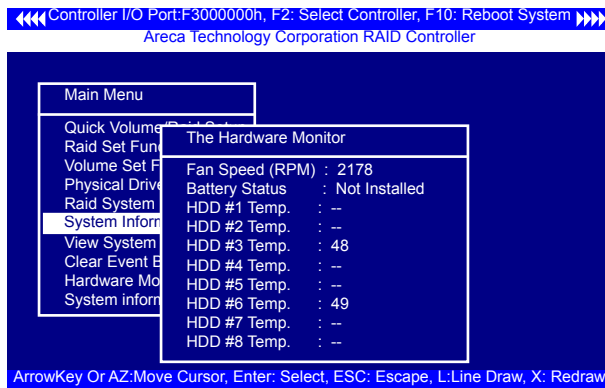 Controller I/O Port:F3000000h, F2: Select Controller, F10: Reboot System
Areca Technology Corporation RAID Controller
Main Menu
Quick Volume
Raid Set Fun
Volume Set F
Physical Drive
Raid System
System Inform
View System
Clear Event B
Hardware Mo
System inform
The Hardware Monitor
Fan Speed (RPM) : 2178
Battery Status : Not Installed
HDD #1 Temp. : --
HDD #2 Temp. : --
HDD #3 Temp. : 48
HDD #4 Temp. : --
HDD #5 Temp. : --
HDD #6 Temp. : 49
HDD #7 Temp. : --
HDD #8 Temp. : --
ArrowKey Or AZ:Move Cursor, Enter: Select, ESC: Escape, L:Line Draw, X: Redraw